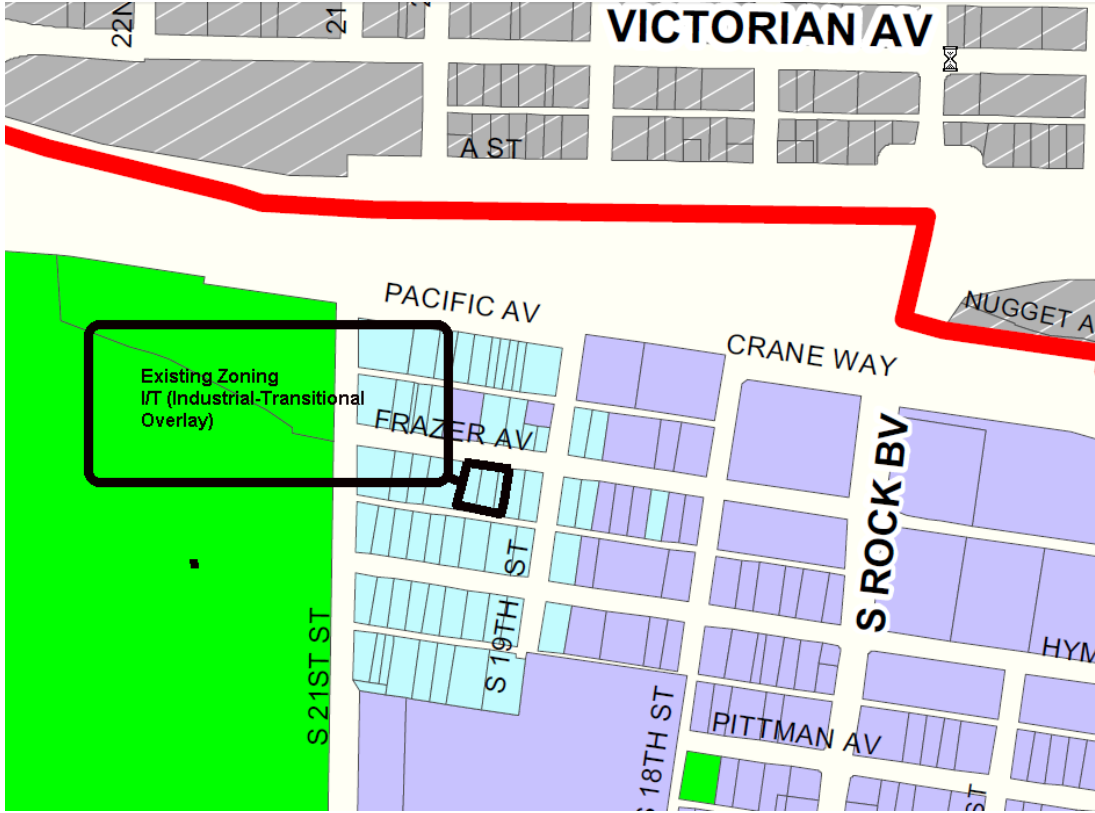 VICTORIAN AV
22N
21
A ST
PACIFIC AV
NUGGET A
CRANE WAY
Existing Zoning
I/T (Industrial-Transitional
Overlay)
FRAZER AV
S ROCK BV
S 19TH ST
S 21ST ST
HYM
S 18TH ST
PITTMAN AV
ST